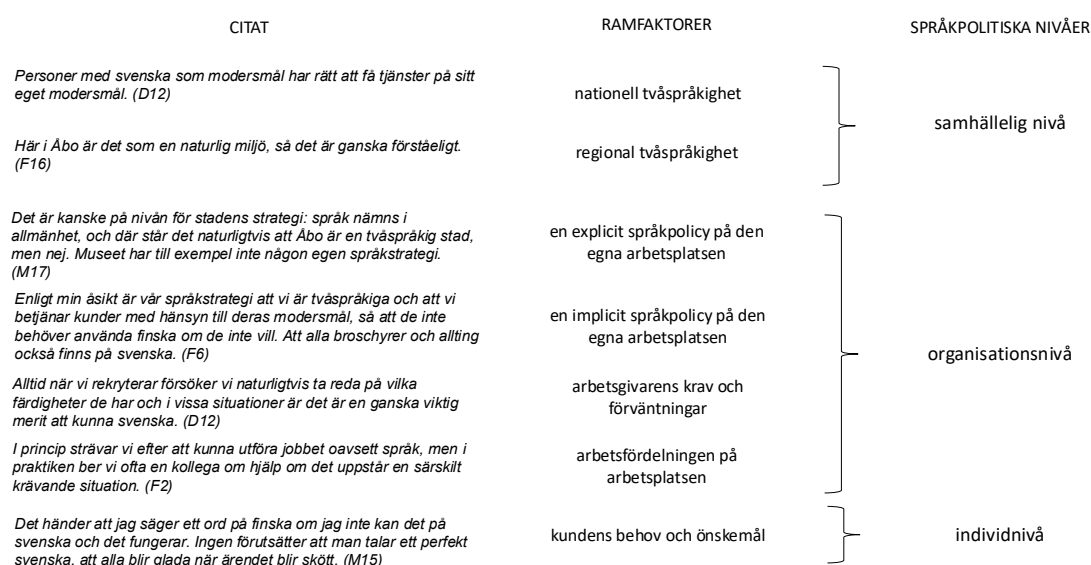 CITAT
RAMFAKTORER
SPRÅKPOLITISKA NIVÅER
Personer med svenska som modersmål har rätt att få tjänster på sitt
eget modersmål. (D12)
nationell tvåspråkighet
Här i Åbo är det som en naturlig miljö, så det är ganska förståeligt.
(F16)
regional tvåspråkighet
samhällelig nivå
Det är kanske på nivån för stadens strategi: språk nämns i
allmänhet, och där står det naturligtvis att Åbo är en tvåspråkig stad,
men nej. Museet har till exempel inte någon egen språkstrategi.
(M17)
en explicit språkpolicy på den
egna arbetsplatsen
Enligt min åsikt är vår språkstrategi att vi är tvåspråkiga och att vi
betjänar kunder med hänsyn till deras modersmål, så att de inte
behöver använda finska om de inte vill. Att alla broschyrer och allting
också finns på svenska. (F6)
en implicit språkpolicy på den
egna arbetsplatsen
Alltid när vi rekryterar försöker vi naturligtvis ta reda på vilka
färdigheter de har och i vissa situationer är det är en ganska viktig
merit att kunna svenska. (D12)
arbetsgivarens krav och
förväntningar
I princip strävar vi efter att kunna utföra jobbet oavsett språk, men i
praktiken ber vi ofta en kollega om hjälp om det uppstår en särskilt
krävande situation. (F2)
arbetsfördelningen på
arbetsplatsen
organisationsnivå
Det händer att jag säger ett ord på finska om jag inte kan det på
svenska och det fungerar. Ingen förutsätter att man talar ett perfekt
svenska, att alla blir glada när ärendet blir skött. (M15)
kundens behov och önskemål
individnivå